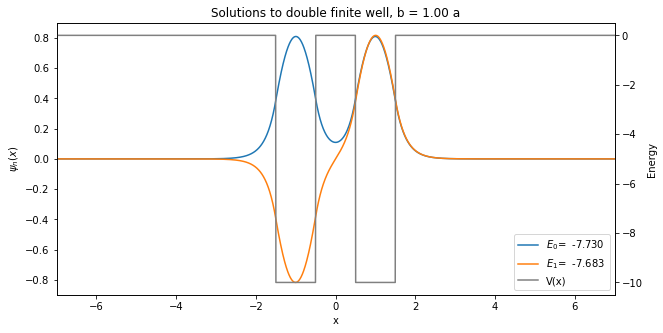 Solutions to double finite well, b = 1.00 a
0.8
0.6
0.4
0.2
0.0
−0.2
−0.4
−0.6
−0.8
ψₙ(x)
0
−2
−4
−6
−8
−10
Energy
E₀= -7.730
E₁= -7.683
V(x)
−6 −4 −2 0 2 4 6
x